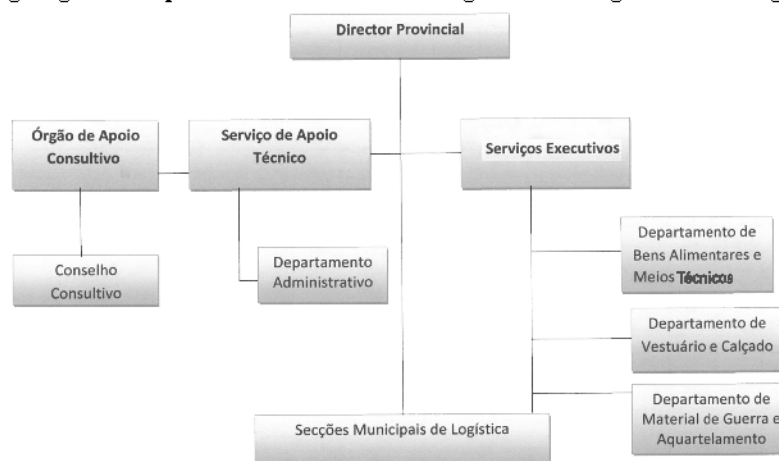 Director Provincial
Órgão de Apoio
Consultivo
Serviço de Apoio
Técnico
Serviços Executivos
Conselho
Consultivo
Departamento
Administrativo
Departamento de
Bens Alimentares e
Meios Técnicos
Departamento de
Vestuário e Calçado
Departamento de
Material de Guerra e
Aquartelamento
Secções Municipais de Logística